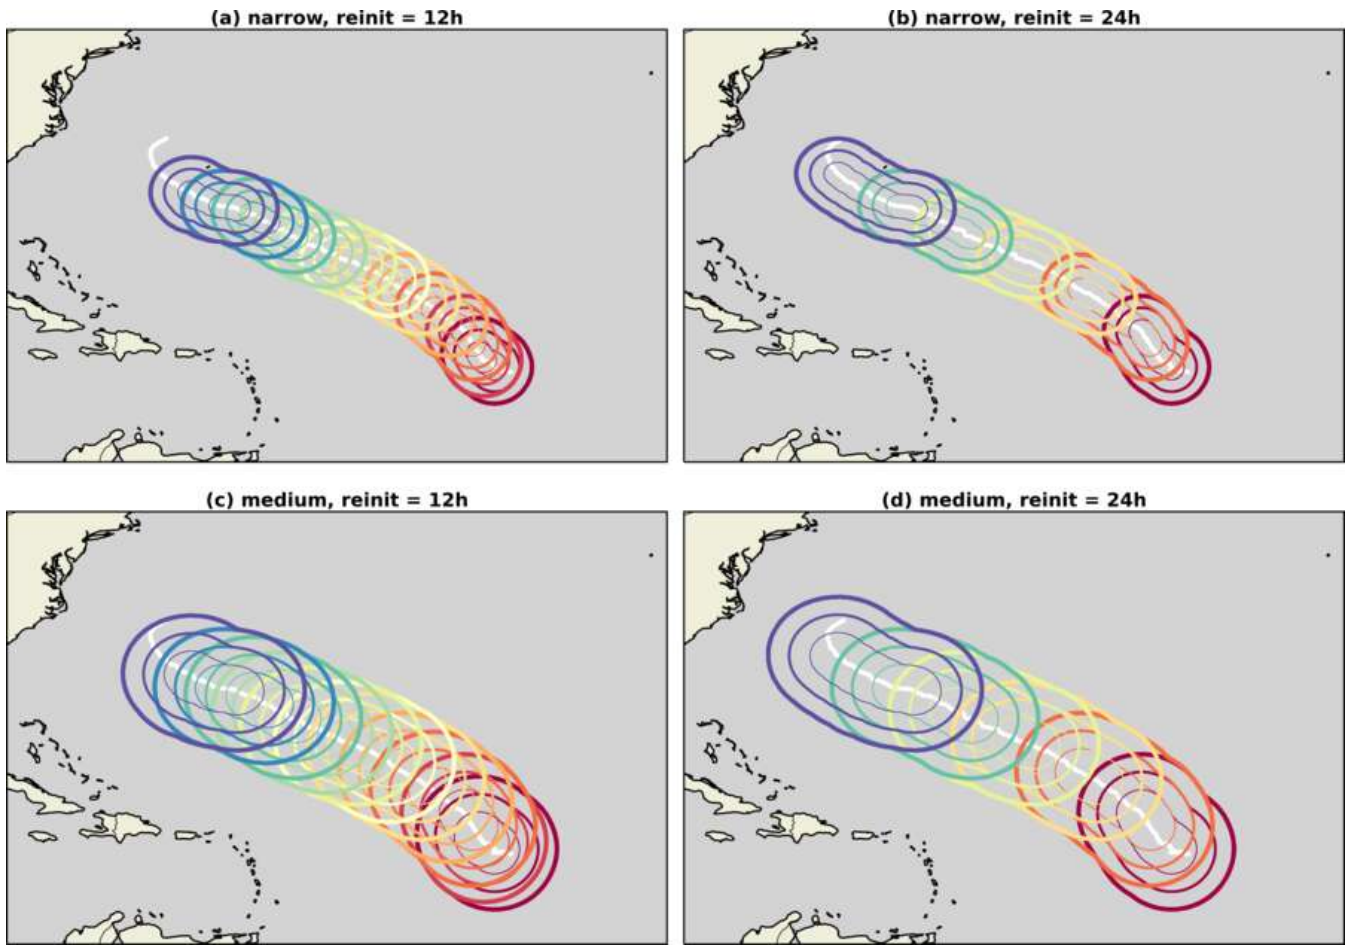 (a) narrow, reinit = 12h
(b) narrow, reinit = 24h
(c) medium, reinit = 12h
(d) medium, reinit = 24h